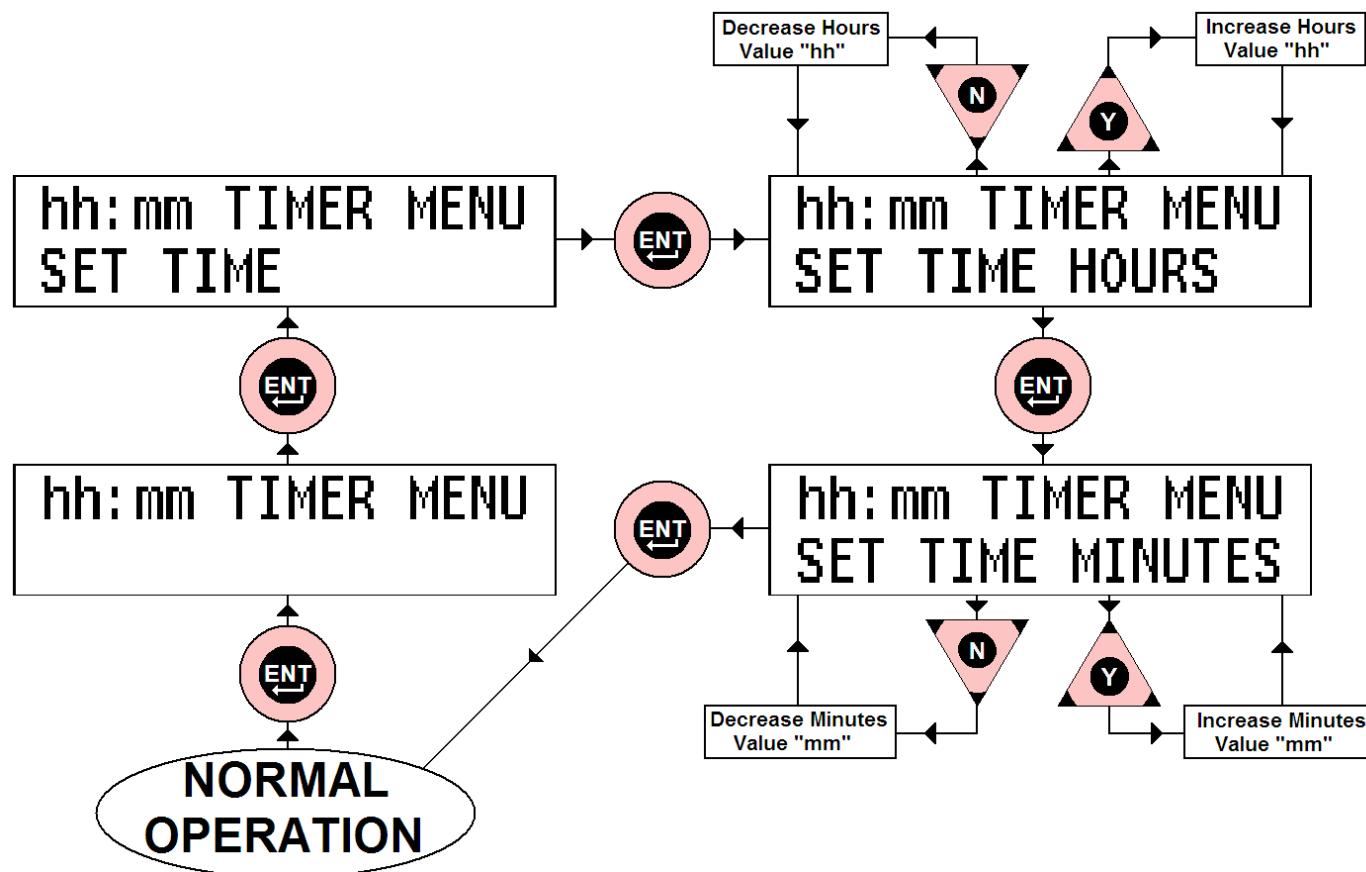 Decrease Hours
Value "hh"
Increase Hours
Value "hh"
N
Y
hh:mm TIMER MENU
SET TIME
ENT
hh:mm TIMER MENU
SET TIME HOURS
ENT
ENT
hh:mm TIMER MENU
ENT
hh:mm TIMER MENU
SET TIME MINUTES
ENT
N
Y
Decrease Minutes
Value "mm"
Increase Minutes
Value "mm"
NORMAL
OPERATION